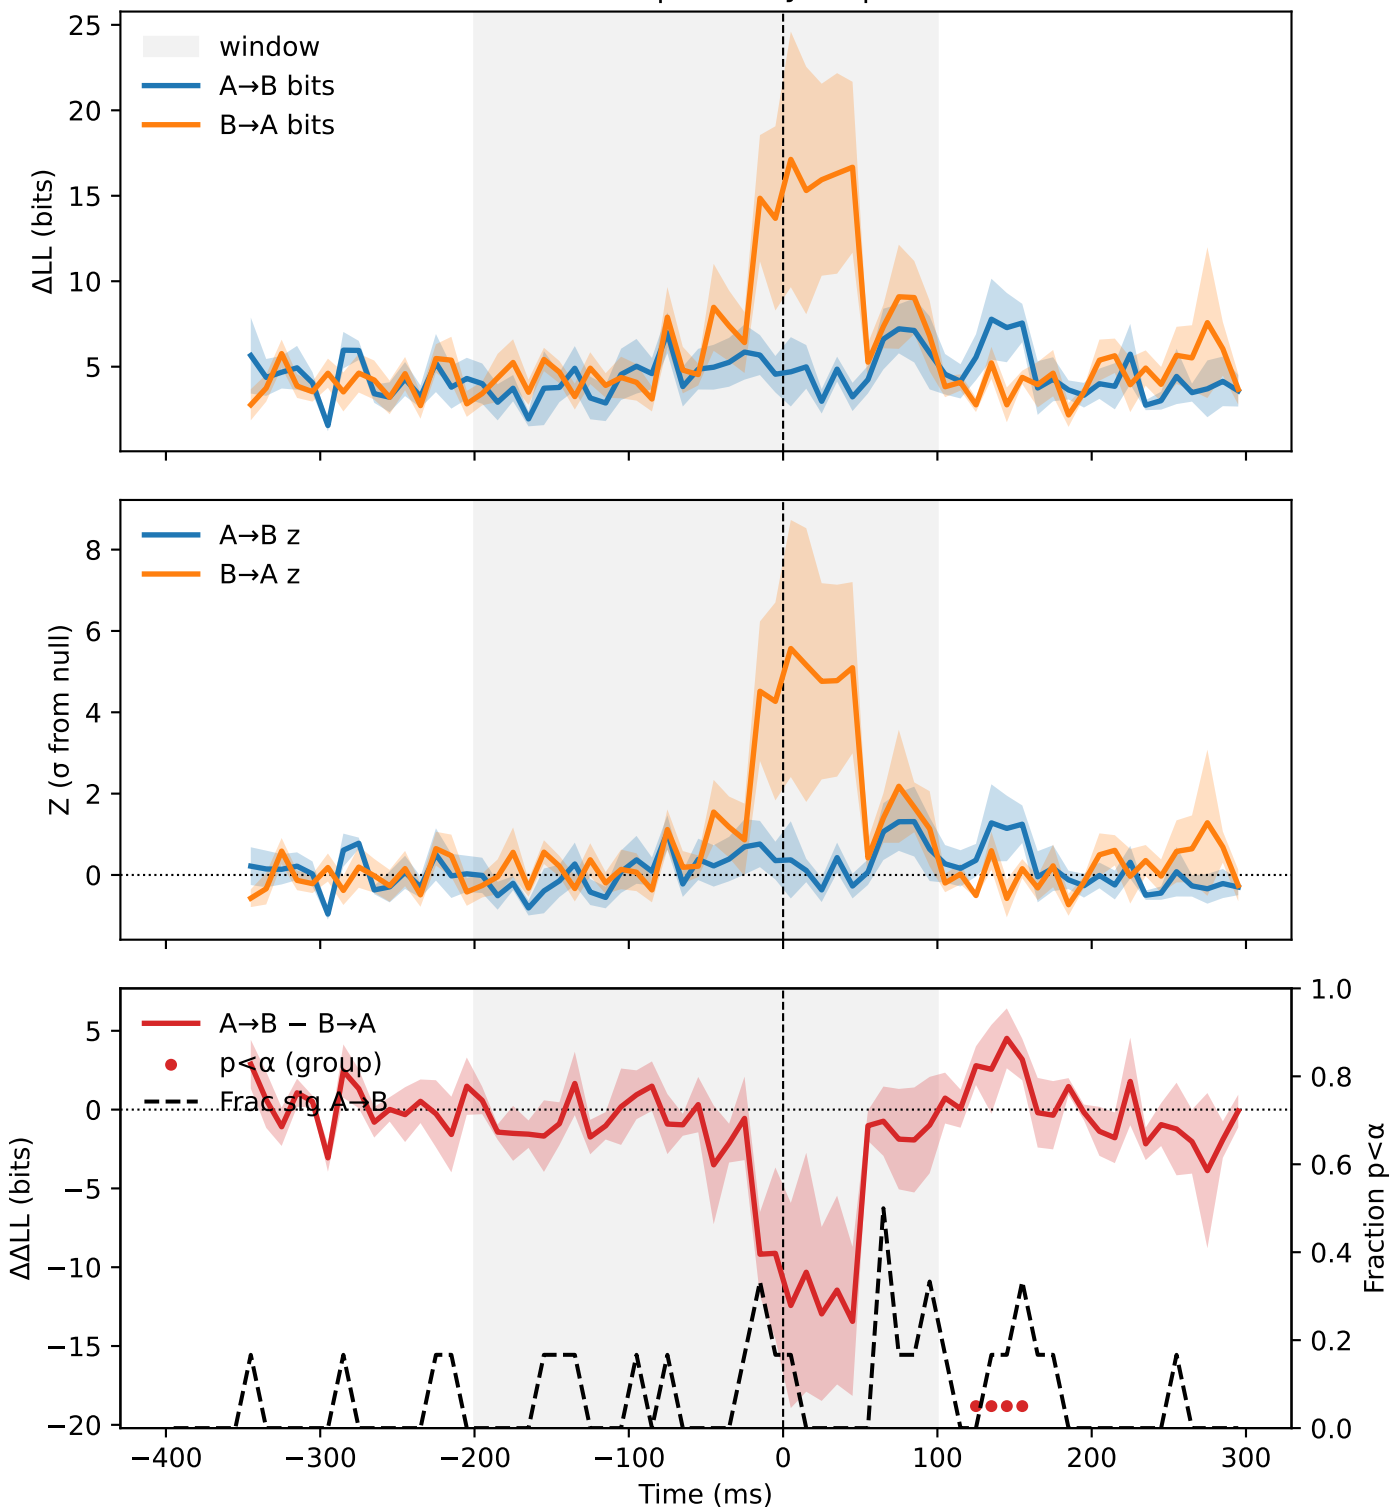 25
20
15
10
5
ΔLL (bits)
window
A→B bits
B→A bits
8
6
4
2
0
Z (σ from null)
A→B z
B→A z
5
0
−5
−10
−15
−20
ΔΔLL (bits)
A→B − B→A
p<α (group)
Frac sig A→B
1.0
0.8
0.6
0.4
0.2
0.0
Fraction p<α
−400 −300 −200 −100 0 100 200 300
Time (ms)